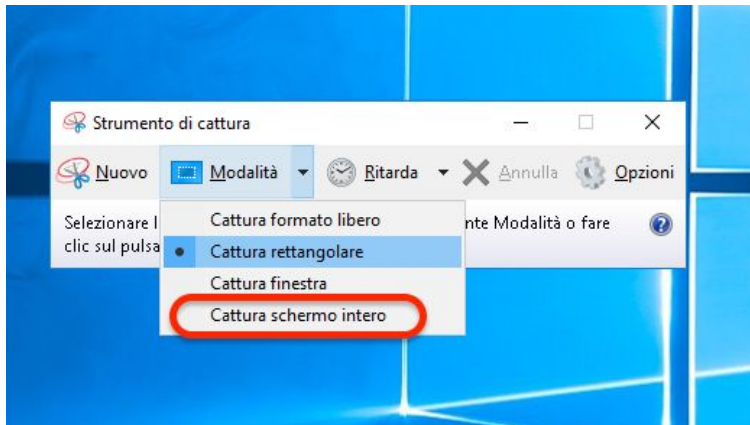 Strumento di cattura
Nuovo Modalità Ritarda Annulla Opzioni
Selezionare nte Modalità o fare
clic sul
Cattura formato libero
Cattura rettangolare
Cattura finestra
Cattura schermo intero